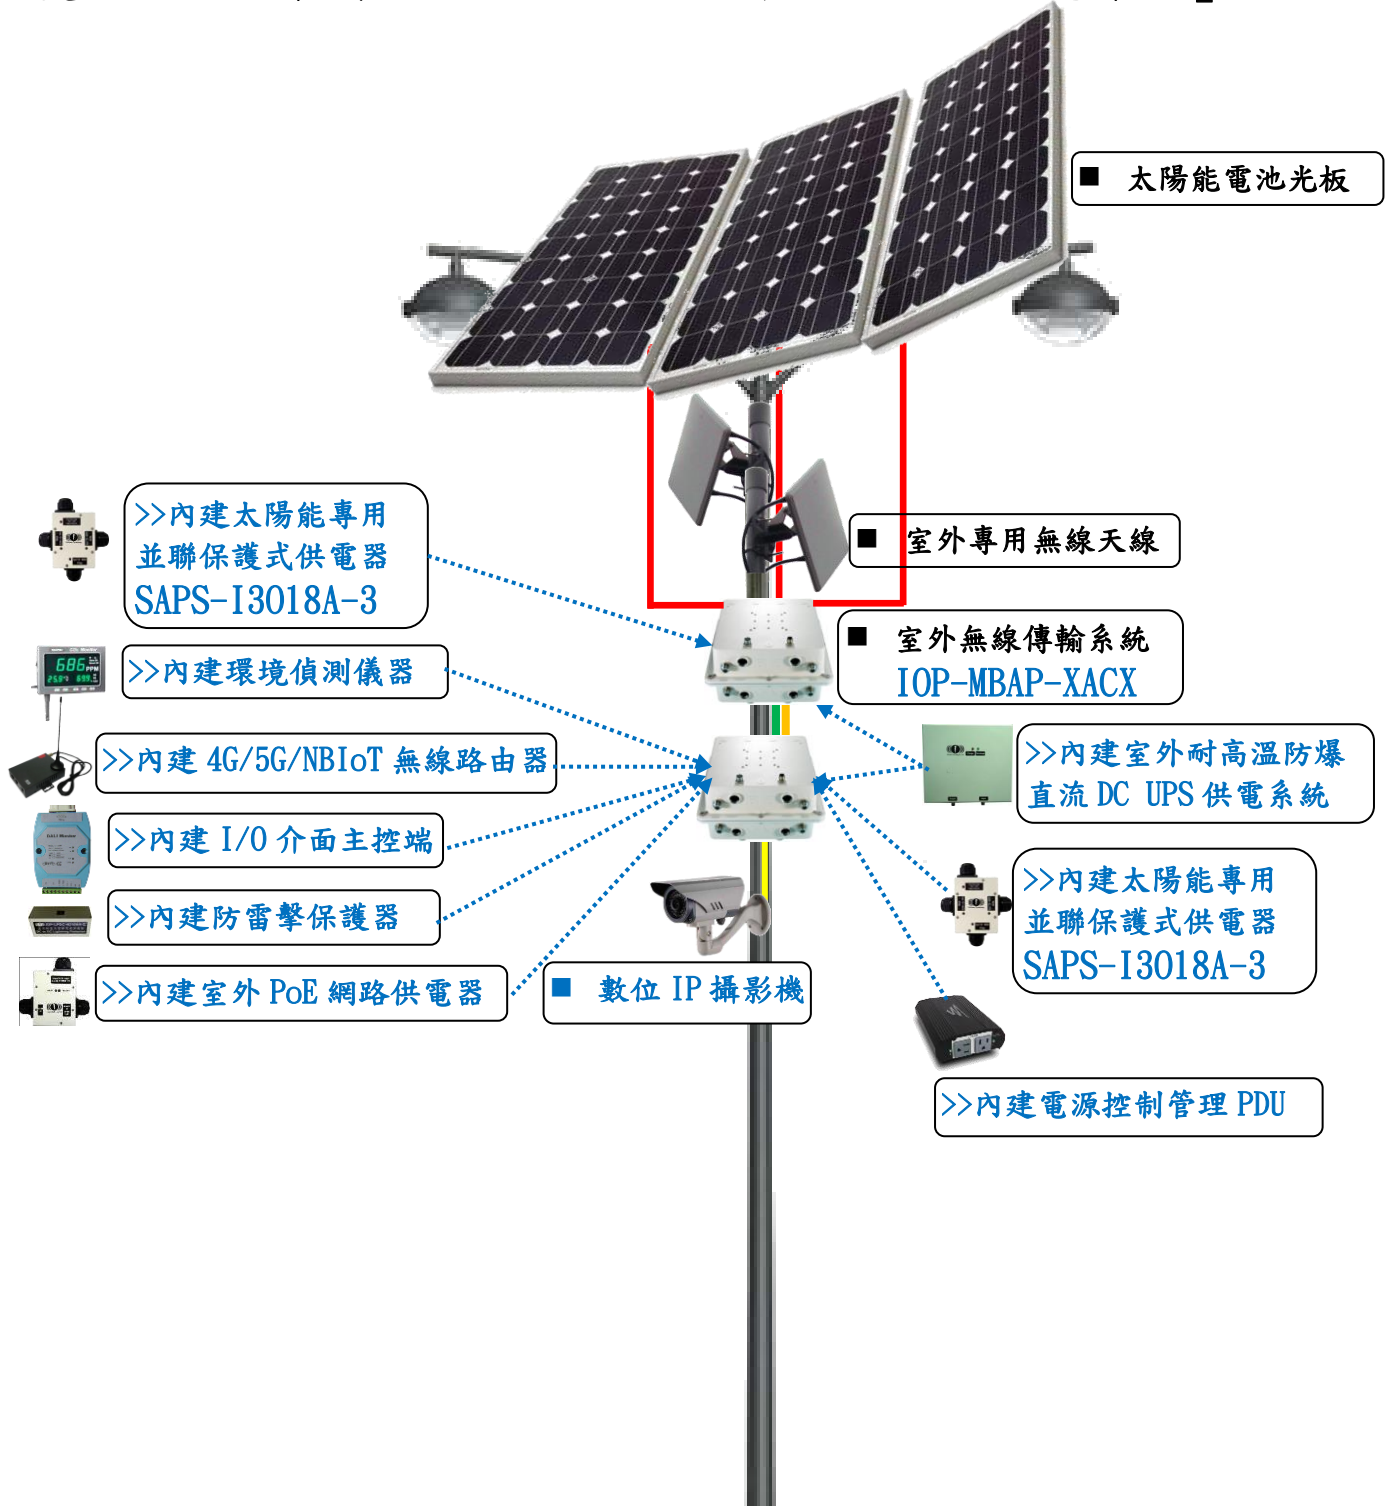 ■ 太陽能電池光板
>>內建太陽能專用
並聯保護式供電器
SAPS-I3018A-3
■ 室外專用無線天線
■ 室外無線傳輸系統
IOP-MBAP-XACX
>>內建環境偵測儀器
686
PPM
>>內建 4G/5G/NBIoT 無線路由器
>>內建室外耐高溫防爆
直流 DC UPS 供電系統
>>內建 I/O 介面主控端
>>內建防雷擊保護器
>>內建太陽能專用
並聯保護式供電器
SAPS-I3018A-3
>>內建室外 PoE 網路供電器
■ 數位 IP 攝影機
>>內建電源控制管理 PDU